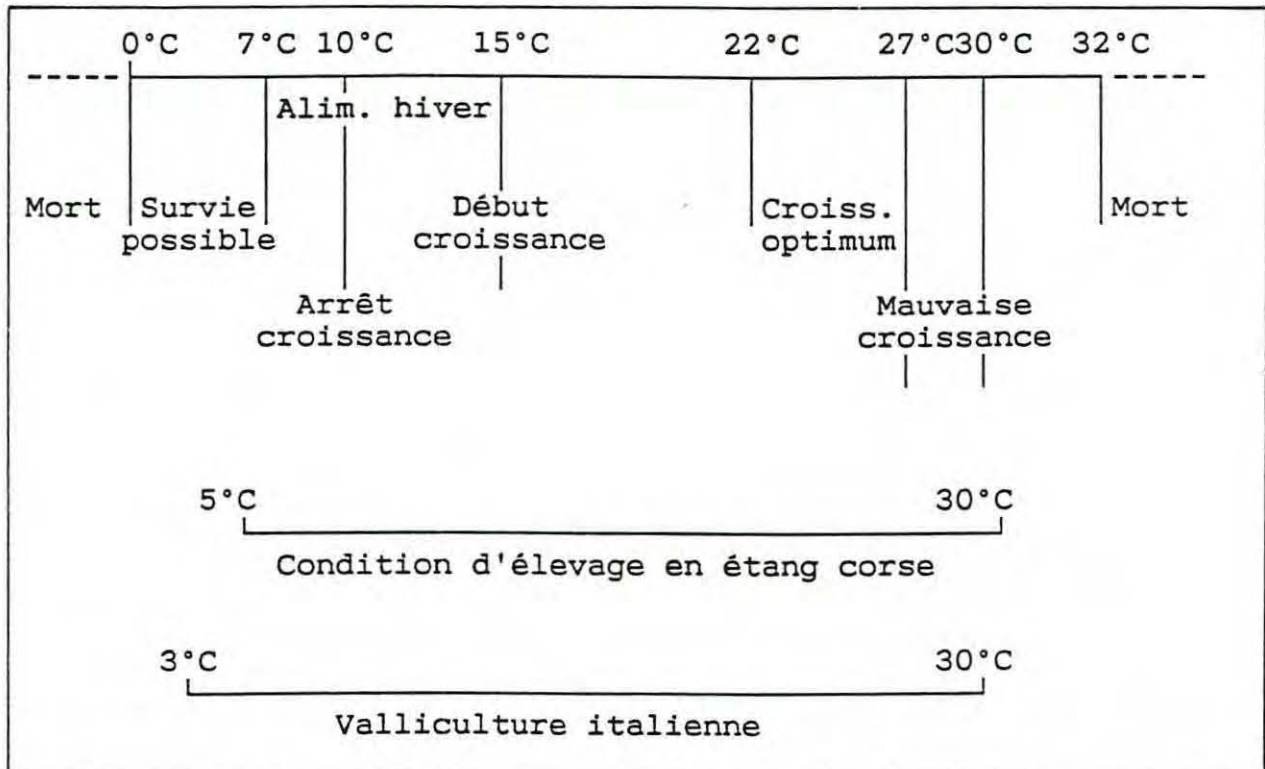 0°C 7°C 10°C 15°C 22°C 27°C 30°C 32°C
Alim. hiver
Mort Survie possible Début croissance Croiss. optimum Mort
Arrêt croissance Mauvaise croissance
5°C 30°C
Condition d'élevage en étang corse
3°C 30°C
Valliculture italienne